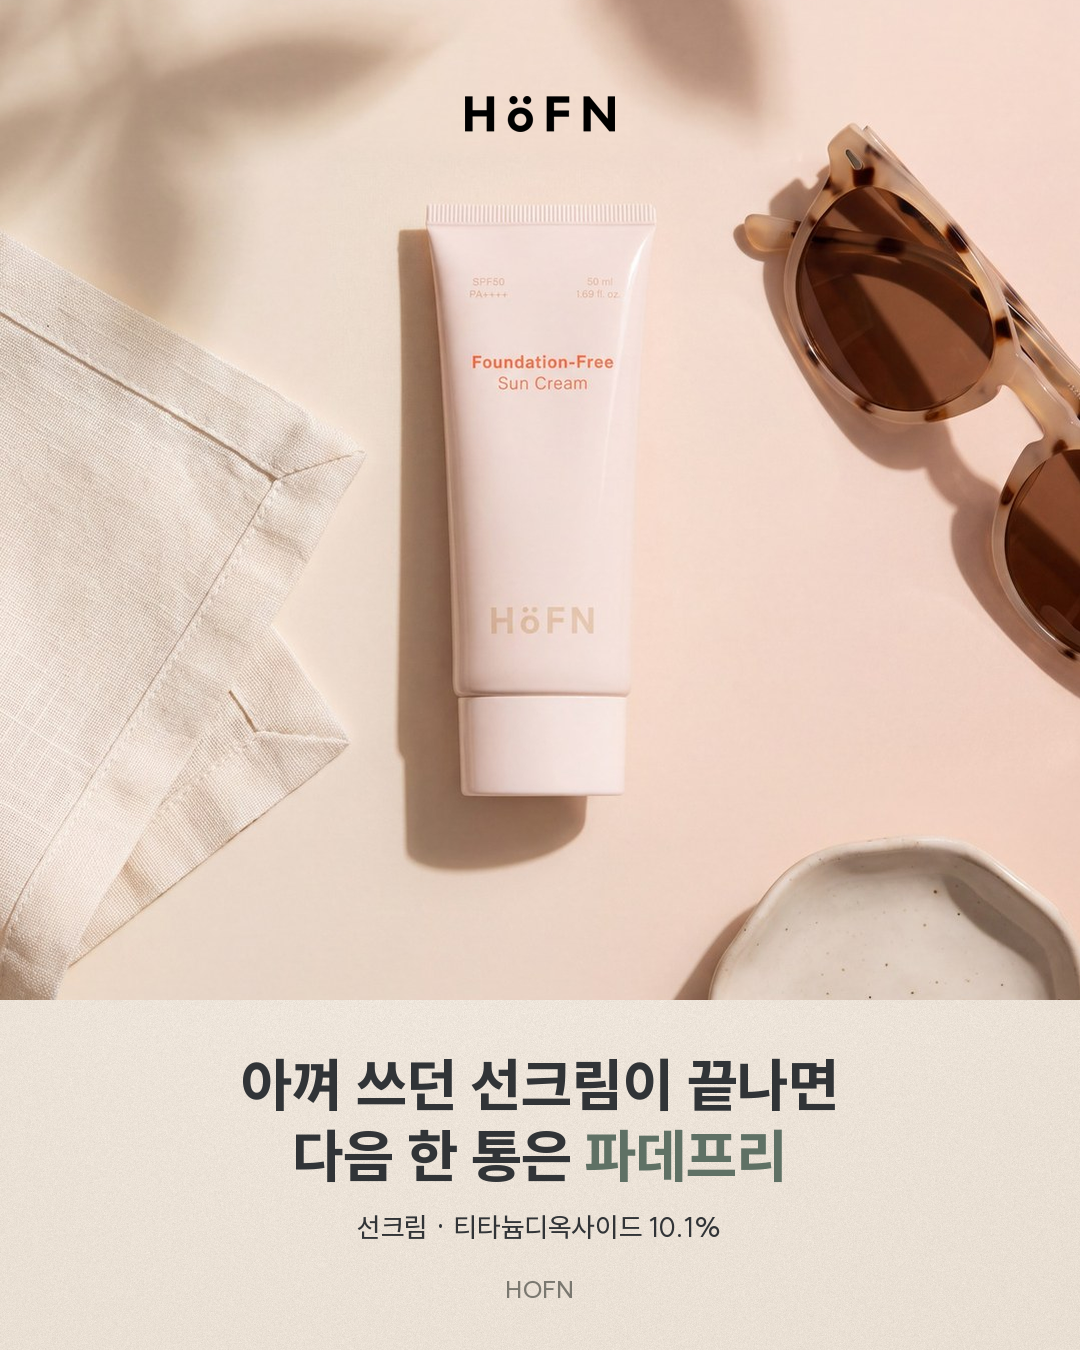 HöFN
SPF50
PA++++
50 ml
1.69 fl. oz.
Foundation-Free
Sun Cream
HöFN
아껴 쓰던 선크림이 끝나면
다음 한 통은 파데프리
선크림 · 티타늄디옥사이드 10.1%
HOFN